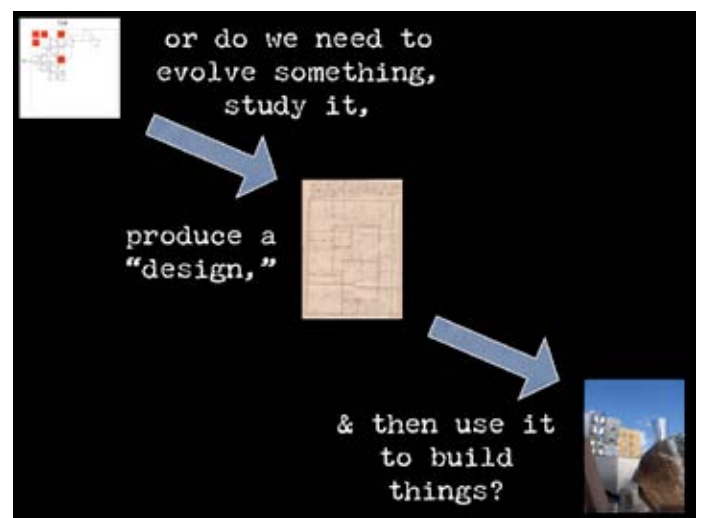 or do we need to
evolve something,
study it,
produce a
“design,”
& then use it
to build
things?